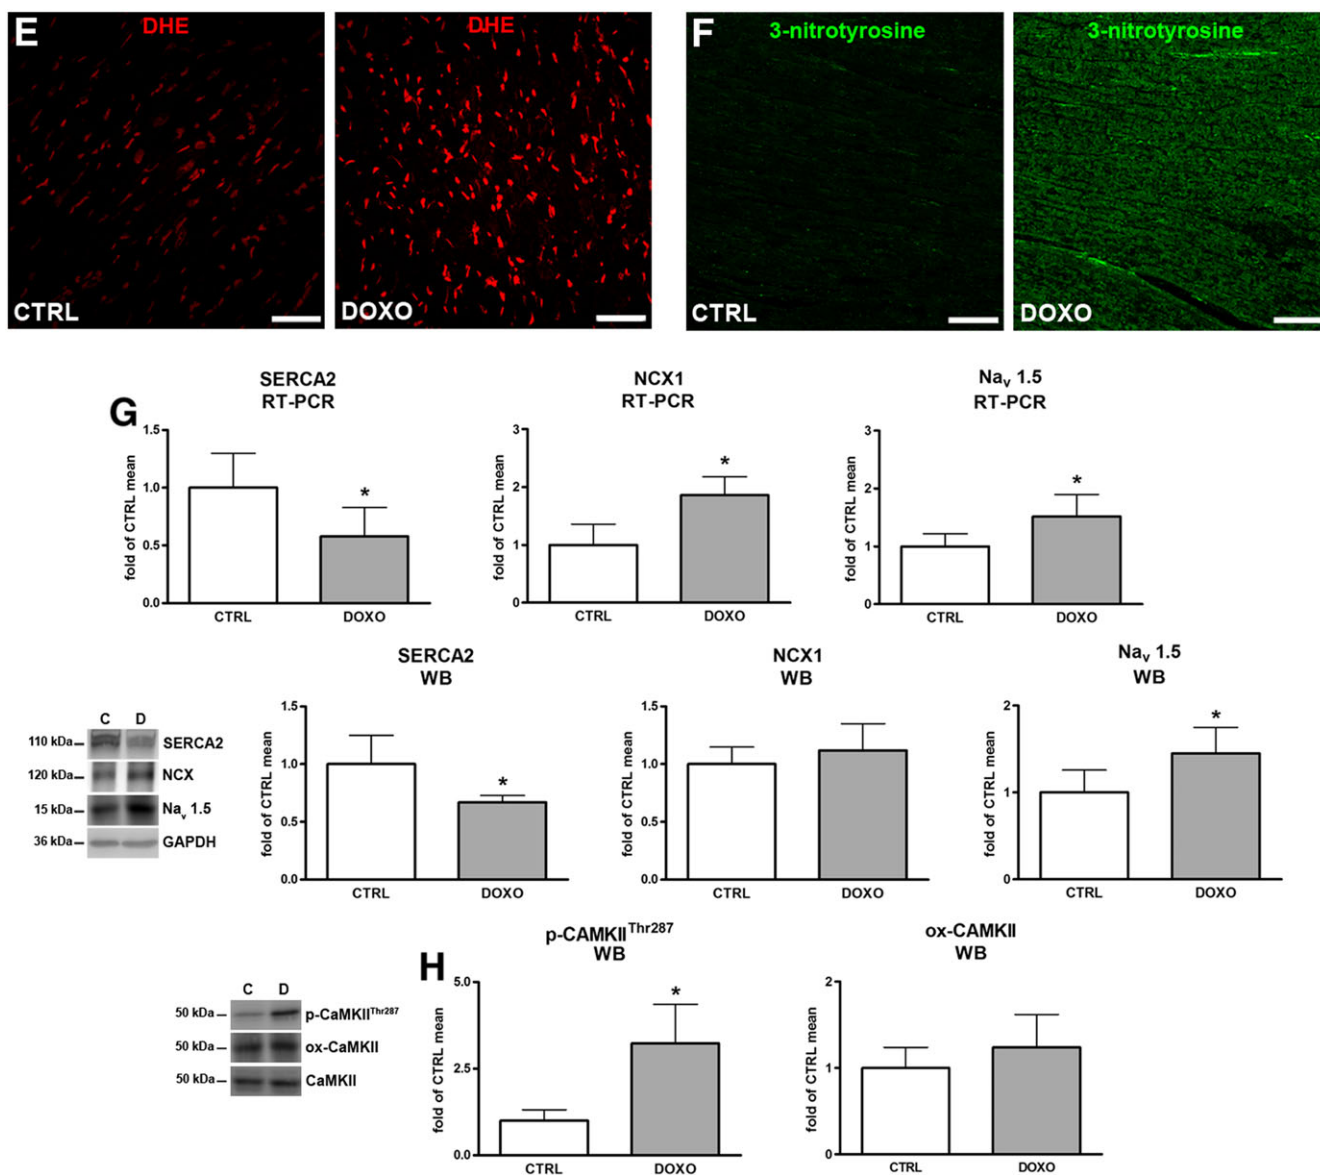 E
DHE
DHE
CTRL
DOXO
F
3-nitrotyrosine
3-nitrotyrosine
CTRL
DOXO
G
SERCA2
RT-PCR
fold of CTRL mean
1.5
1.0
0.5
0.0
*
CTRL
DOXO
NCX1
RT-PCR
fold of CTRL mean
3
2
1
0
*
CTRL
DOXO
Nav 1.5
RT-PCR
fold of CTRL mean
3
2
1
0
*
CTRL
DOXO
C D
110 kDa SERCA2
120 kDa NCX
15 kDa Nav 1.5
36 kDa GAPDH
SERCA2
WB
fold of CTRL mean
1.5
1.0
0.5
0.0
*
CTRL
DOXO
NCX1
WB
fold of CTRL mean
1.5
1.0
0.5
0.0
CTRL
DOXO
Nav 1.5
WB
fold of CTRL mean
2
1
0
*
CTRL
DOXO
C D
50 kDa p-CaMKIIThr287
50 kDa ox-CaMKII
50 kDa CaMKII
H
p-CAMKIIThr287
WB
fold of CTRL mean
5.0
2.5
0.0
*
CTRL
DOXO
ox-CAMKII
WB
fold of CTRL mean
2
1
0
CTRL
DOXO